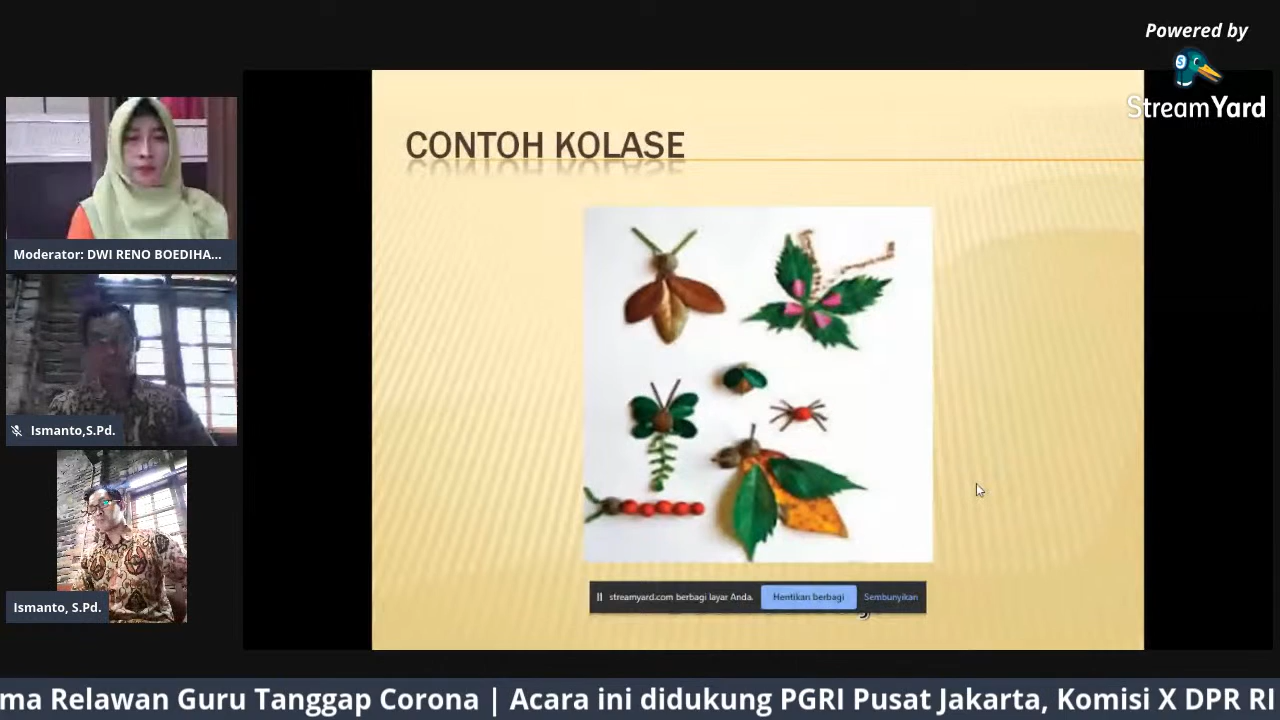 Powered by
StreamYard
CONTOH KOLASE
Moderator: DWI RENO BOEDIHA...
Ismanto,S.Pd.
Ismanto, S.Pd.
streamyard.com berbagi layar Anda.
Hentikan berbagi
Sembunyikan
ma Relawan Guru Tanggap Corona | Acara ini didukung PGRI Pusat Jakarta, Komisi X DPR RI